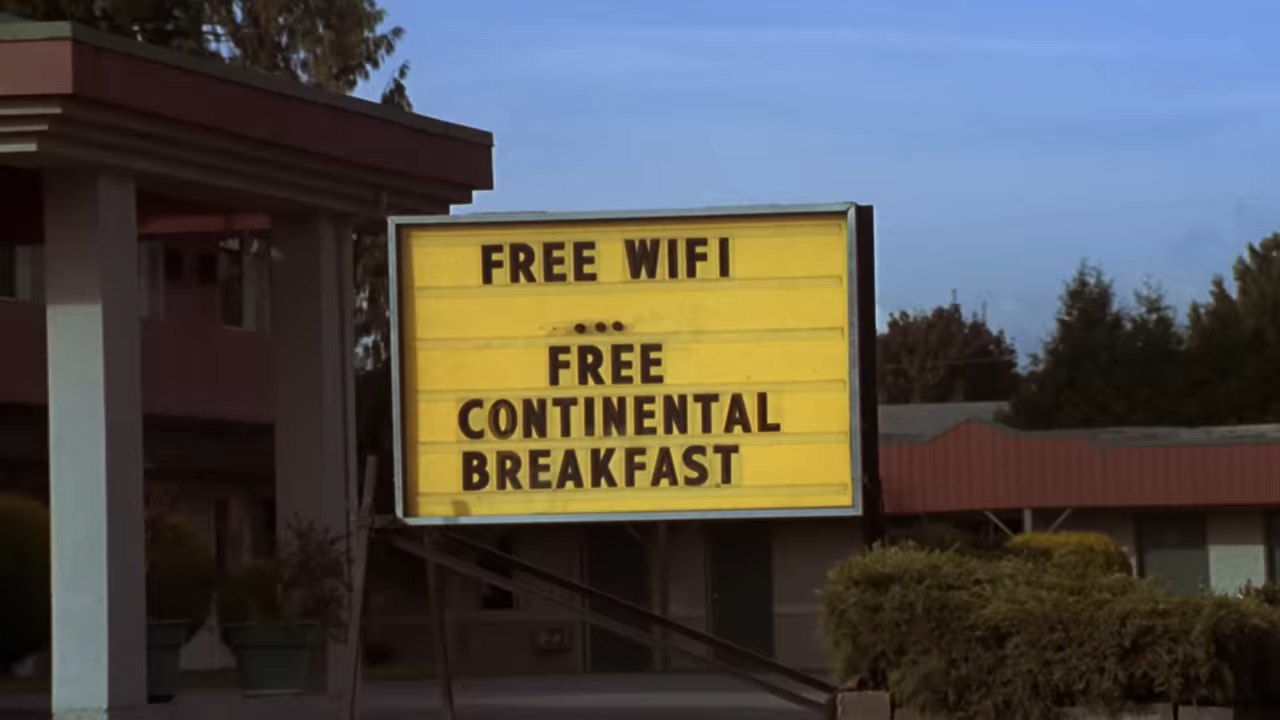 FREE WIFI
...
FREE
CONTINENTAL
BREAKFAST